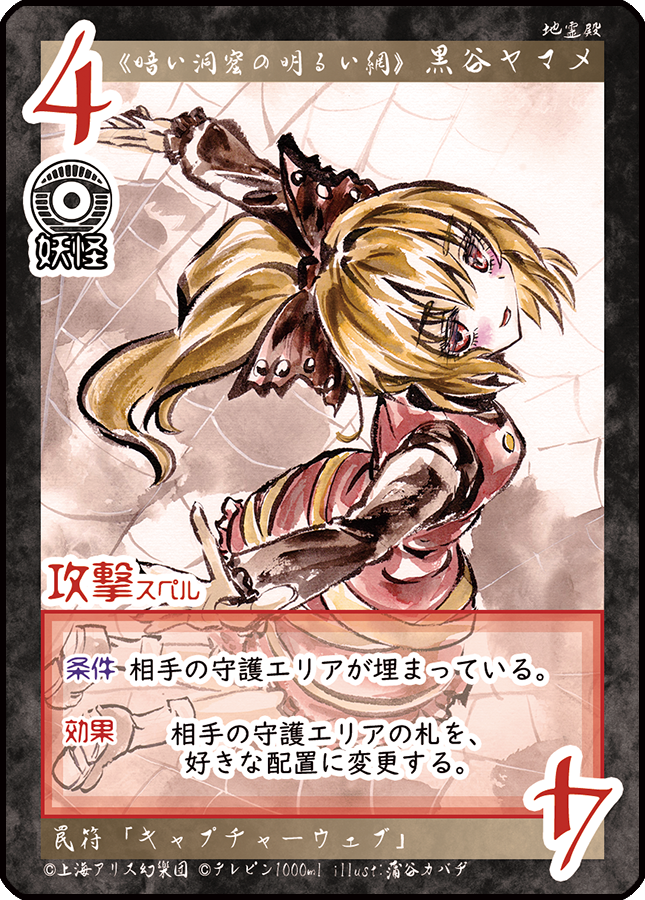 地霊殿
4
《暗い洞窟の明るい網》 黒谷ヤマメ
妖怪
攻撃スペル
条件 相手の守護エリアが埋まっている。
効果 相手の守護エリアの札を、
好きな配置に変更する。
4
罠符「キャプチャーウェブ」
©上海アリス幻樂団 ©テレピン1000ml illust:蒲谷カバヂ